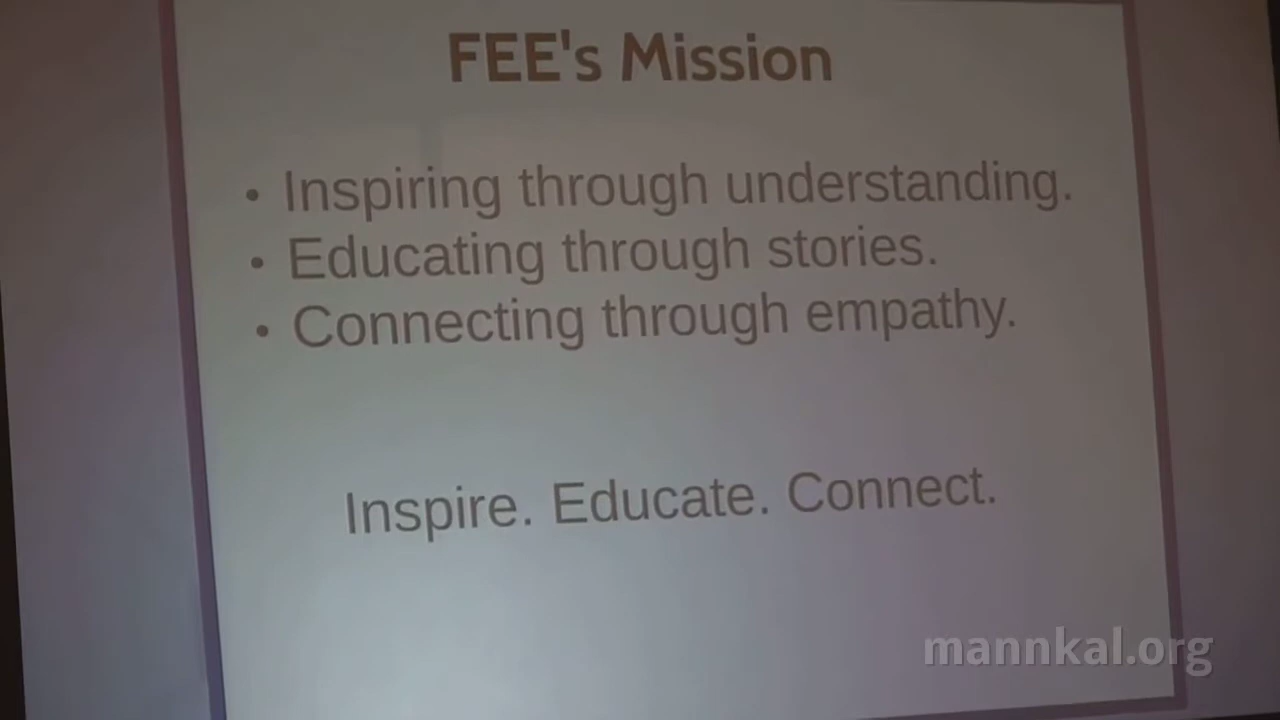 FEE's Mission
• Inspiring through understanding.
• Educating through stories.
• Connecting through empathy.
Inspire. Educate. Connect.
mannkal.org